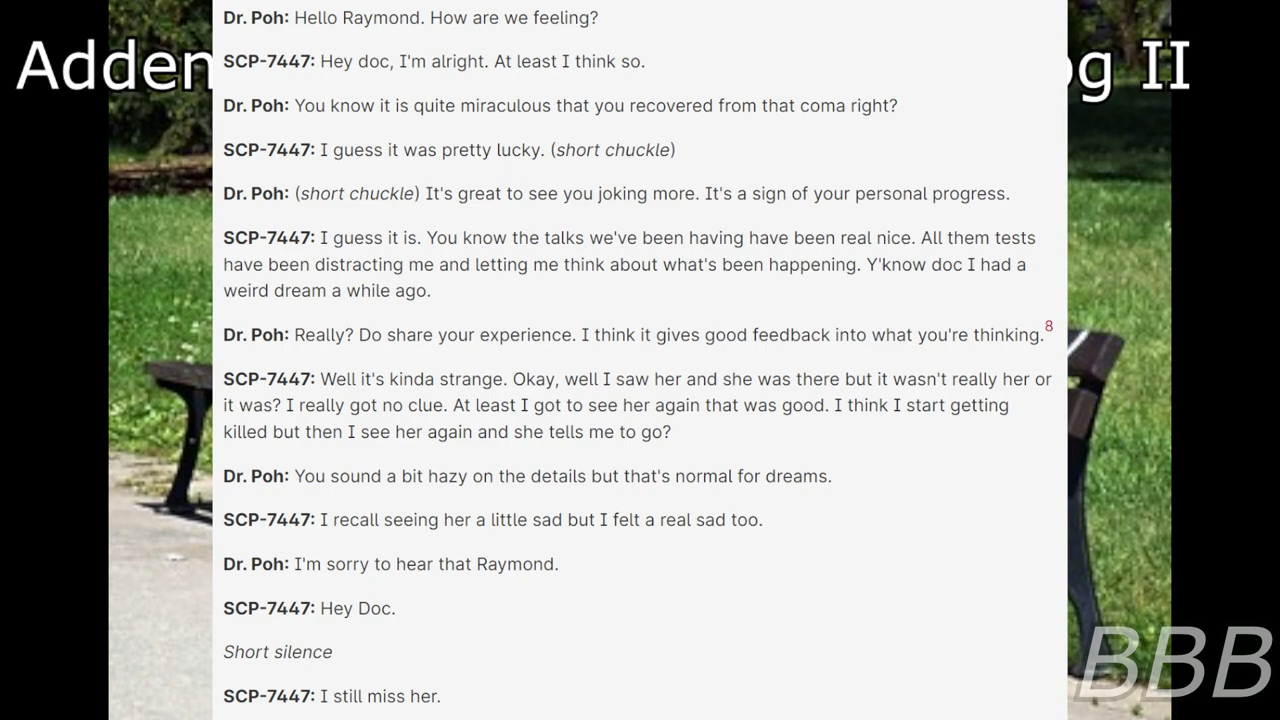 Adden
og II
Dr. Poh: Hello Raymond. How are we feeling?
SCP-7447: Hey doc, I'm alright. At least I think so.
Dr. Poh: You know it is quite miraculous that you recovered from that coma right?
SCP-7447: I guess it was pretty lucky. (short chuckle)
Dr. Poh: (short chuckle) It's great to see you joking more. It's a sign of your personal progress.
SCP-7447: I guess it is. You know the talks we've been having have been real nice. All them tests
have been distracting me and letting me think about what's been happening. Y'know doc I had a
weird dream a while ago.
Dr. Poh: Really? Do share your experience. I think it gives good feedback into what you're thinking.8
SCP-7447: Well it's kinda strange. Okay, well I saw her and she was there but it wasn't really her or
it was? I really got no clue. At least I got to see her again that was good. I think I start getting
killed but then I see her again and she tells me to go?
Dr. Poh: You sound a bit hazy on the details but that's normal for dreams.
SCP-7447: I recall seeing her a little sad but I felt a real sad too.
Dr. Poh: I'm sorry to hear that Raymond.
SCP-7447: Hey Doc.
Short silence
SCP-7447: I still miss her.
BBB